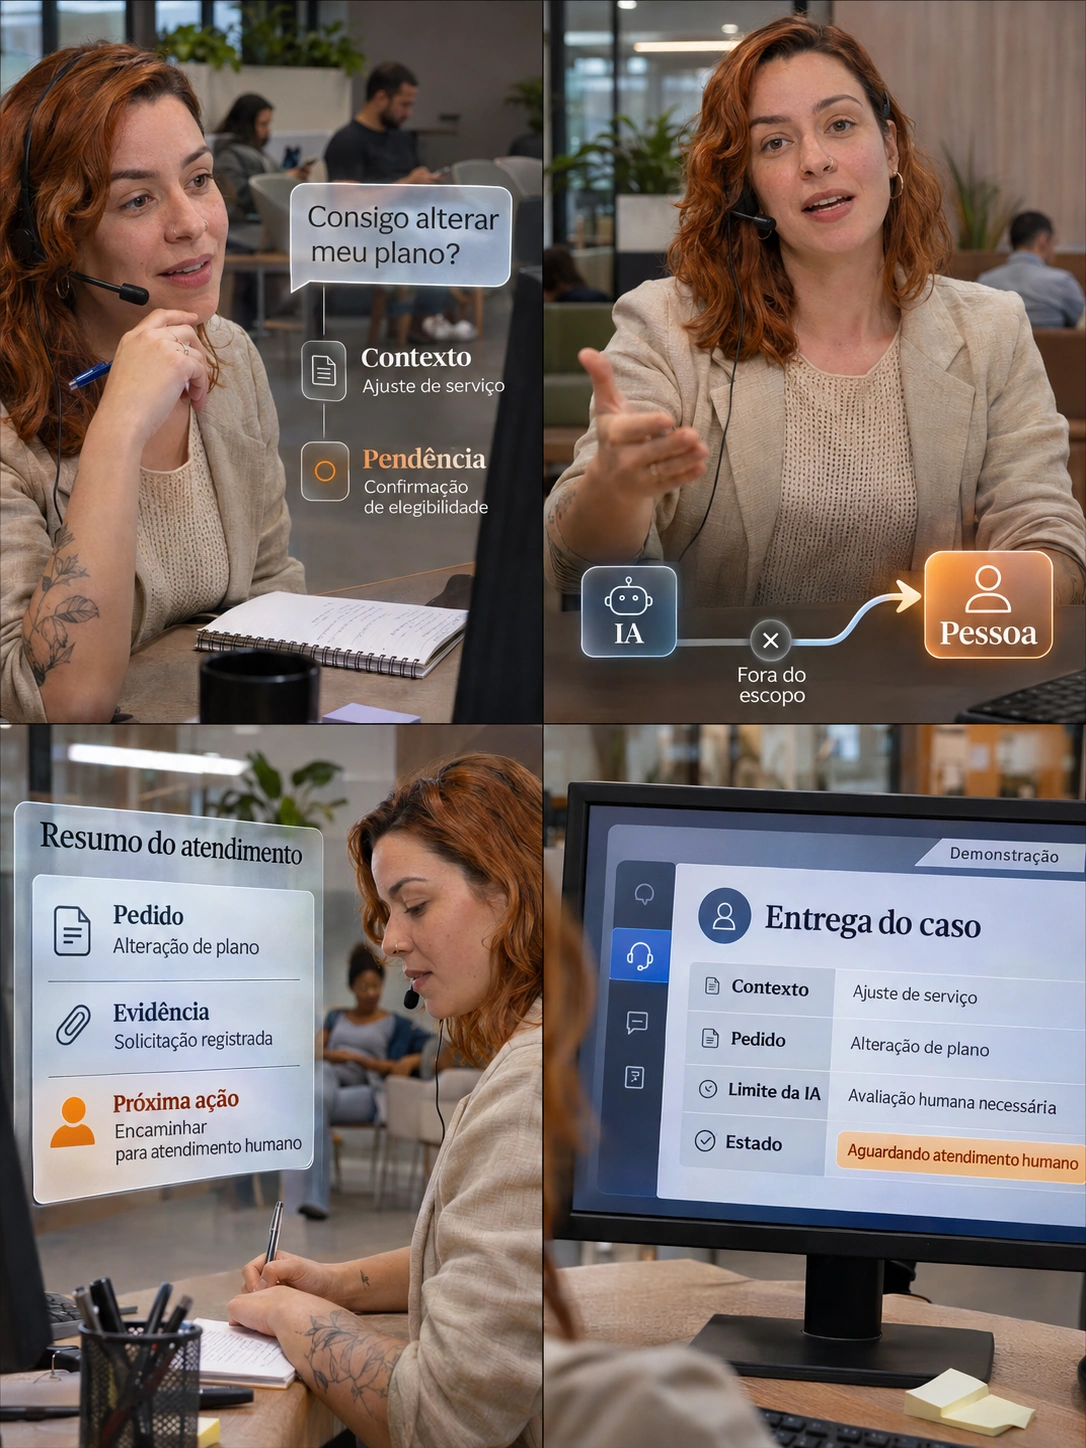 Consigo alterar
meu plano?
Contexto
Ajuste de serviço
Pendência
Confirmação
de elegibilidade
IA
Fora do
escopo
Pessoa
Resumo do atendimento
Pedido
Alteração de plano
Evidência
Solicitação registrada
Próxima ação
Encaminhar
para atendimento humano
Demonstração
Entrega do caso
Contexto
Ajuste de serviço
Pedido
Alteração de plano
Limite da IA
Avaliação humana necessária
Estado
Aguardando atendimento humano